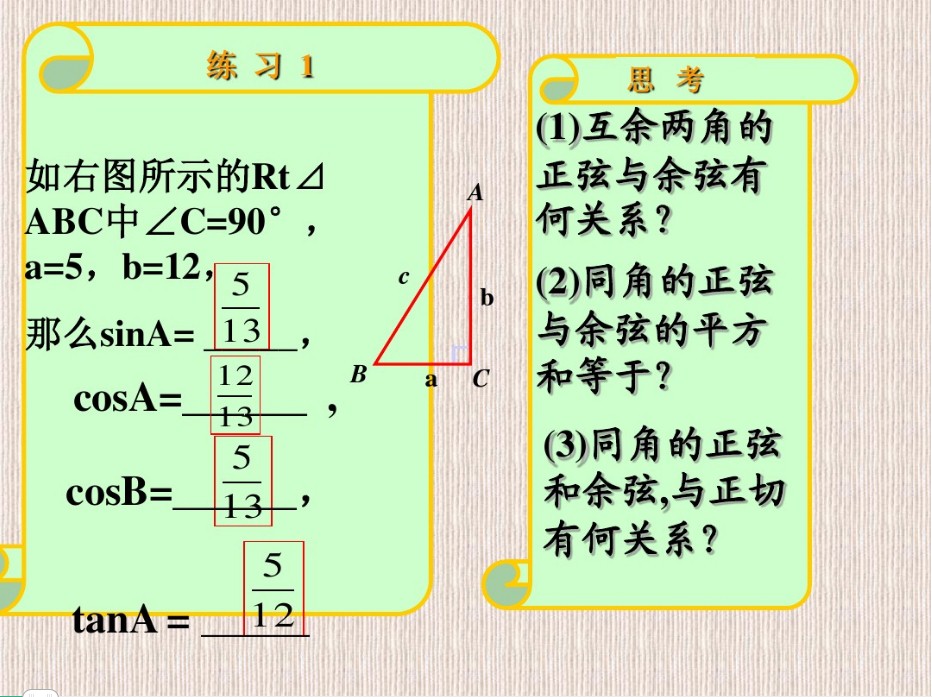 练 习 1
如右图所示的Rt⊿
ABC中∠C=90°，
a=5，b=12，
那么sinA= 5/13 ，
cosA= 12/13 ，
cosB= 5/13 ，
tanA = 5/12
A
c
b
B
a
C
思 考
(1)互余两角的
正弦与余弦有
何关系？
(2)同角的正弦
与余弦的平方
和等于？
(3)同角的正弦
和余弦,与正切
有何关系？